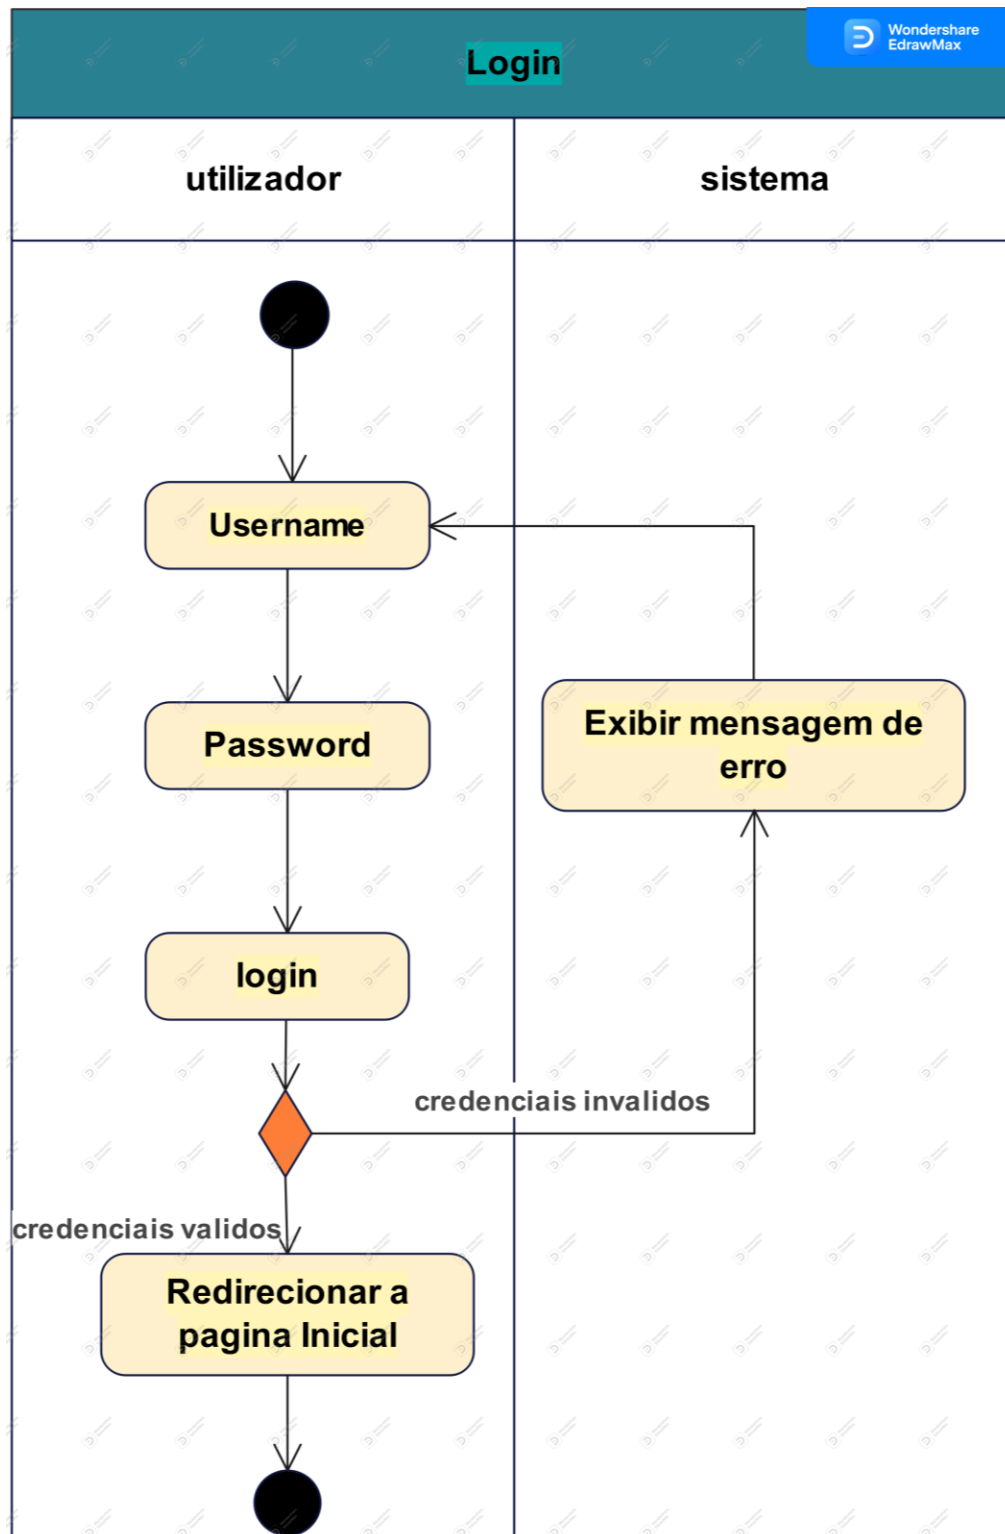 Wondershare
EdrawMax
Login
utilizador
sistema
Username
Password
Exibir mensagem de
erro
login
credenciais invalidos
credenciais validos
Redirecionar a
pagina Inicial